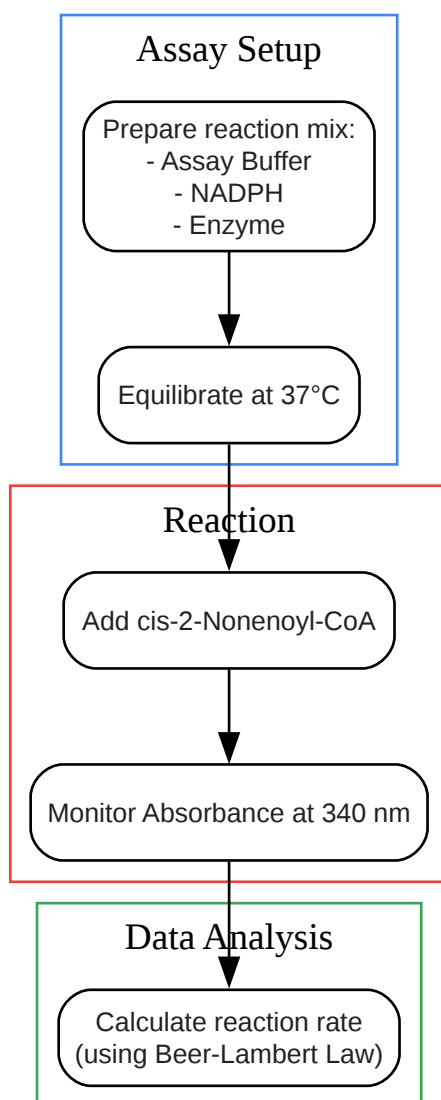 Assay Setup
Prepare reaction mix:
- Assay Buffer
- NADPH
- Enzyme
Equilibrate at 37°C
Reaction
Add cis-2-Nonenoyl-CoA
Monitor Absorbance at 340 nm
Data Analysis
Calculate reaction rate
(using Beer-Lambert Law)